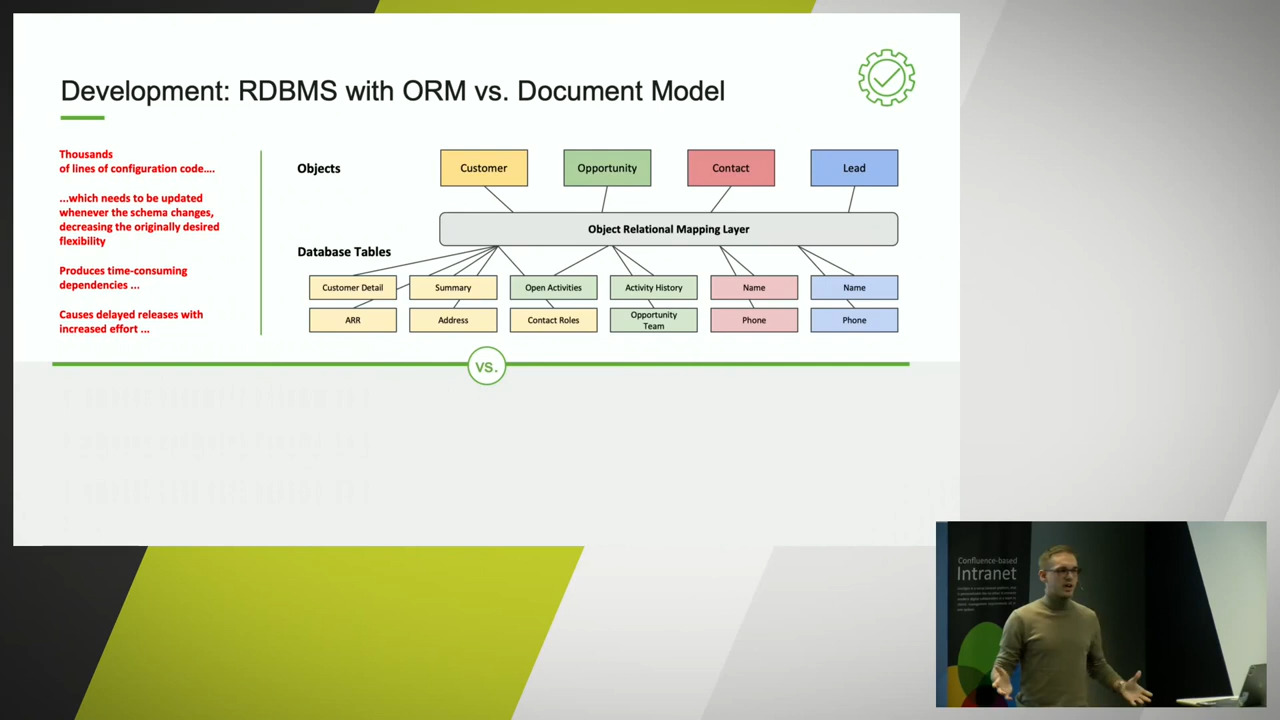 Development: RDBMS with ORM vs. Document Model
Thousands
of lines of configuration code....
...which needs to be updated
whenever the schema changes,
decreasing the originally desired
flexibility
Produces time-consuming
dependencies ...
Causes delayed releases with
increased effort ...
Objects
Customer
Opportunity
Contact
Lead
Object Relational Mapping Layer
Database Tables
Customer Detail
Summary
Open Activities
Activity History
Name
Name
ARR
Address
Contact Roles
Opportunity
Team
Phone
Phone
VS.
Confluence-based
Intranet